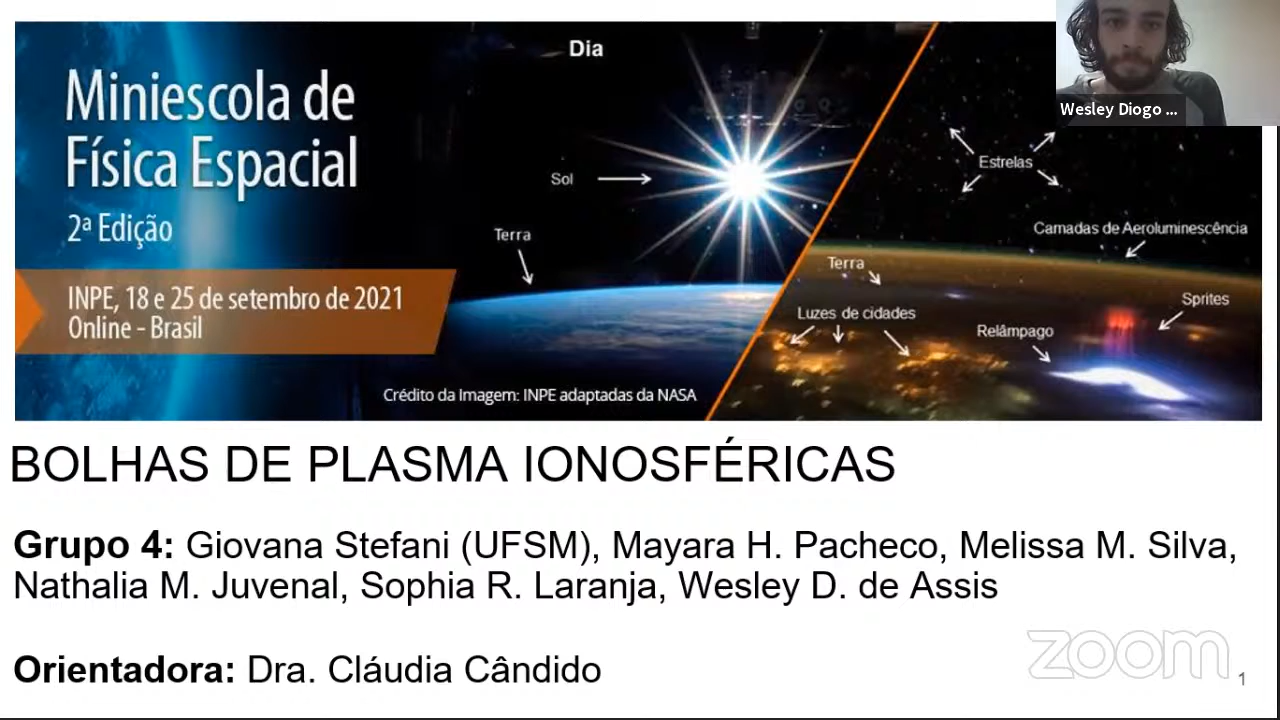 Miniescola de
Física Espacial
2ª Edição
INPE, 18 e 25 de setembro de 2021
Online - Brasil
Dia
Sol
Terra
Crédito da Imagem: INPE adaptadas da NASA
Estrelas
Camadas de Aeroluminescência
Terra
Luzes de cidades
Relâmpago
Sprites
Wesley Diogo ...
BOLHAS DE PLASMA IONOSFÉRICAS
Grupo 4: Giovana Stefani (UFSM), Mayara H. Pacheco, Melissa M. Silva,
Nathalia M. Juvenal, Sophia R. Laranja, Wesley D. de Assis
Orientadora: Dra. Cláudia Cândido
zoom
1